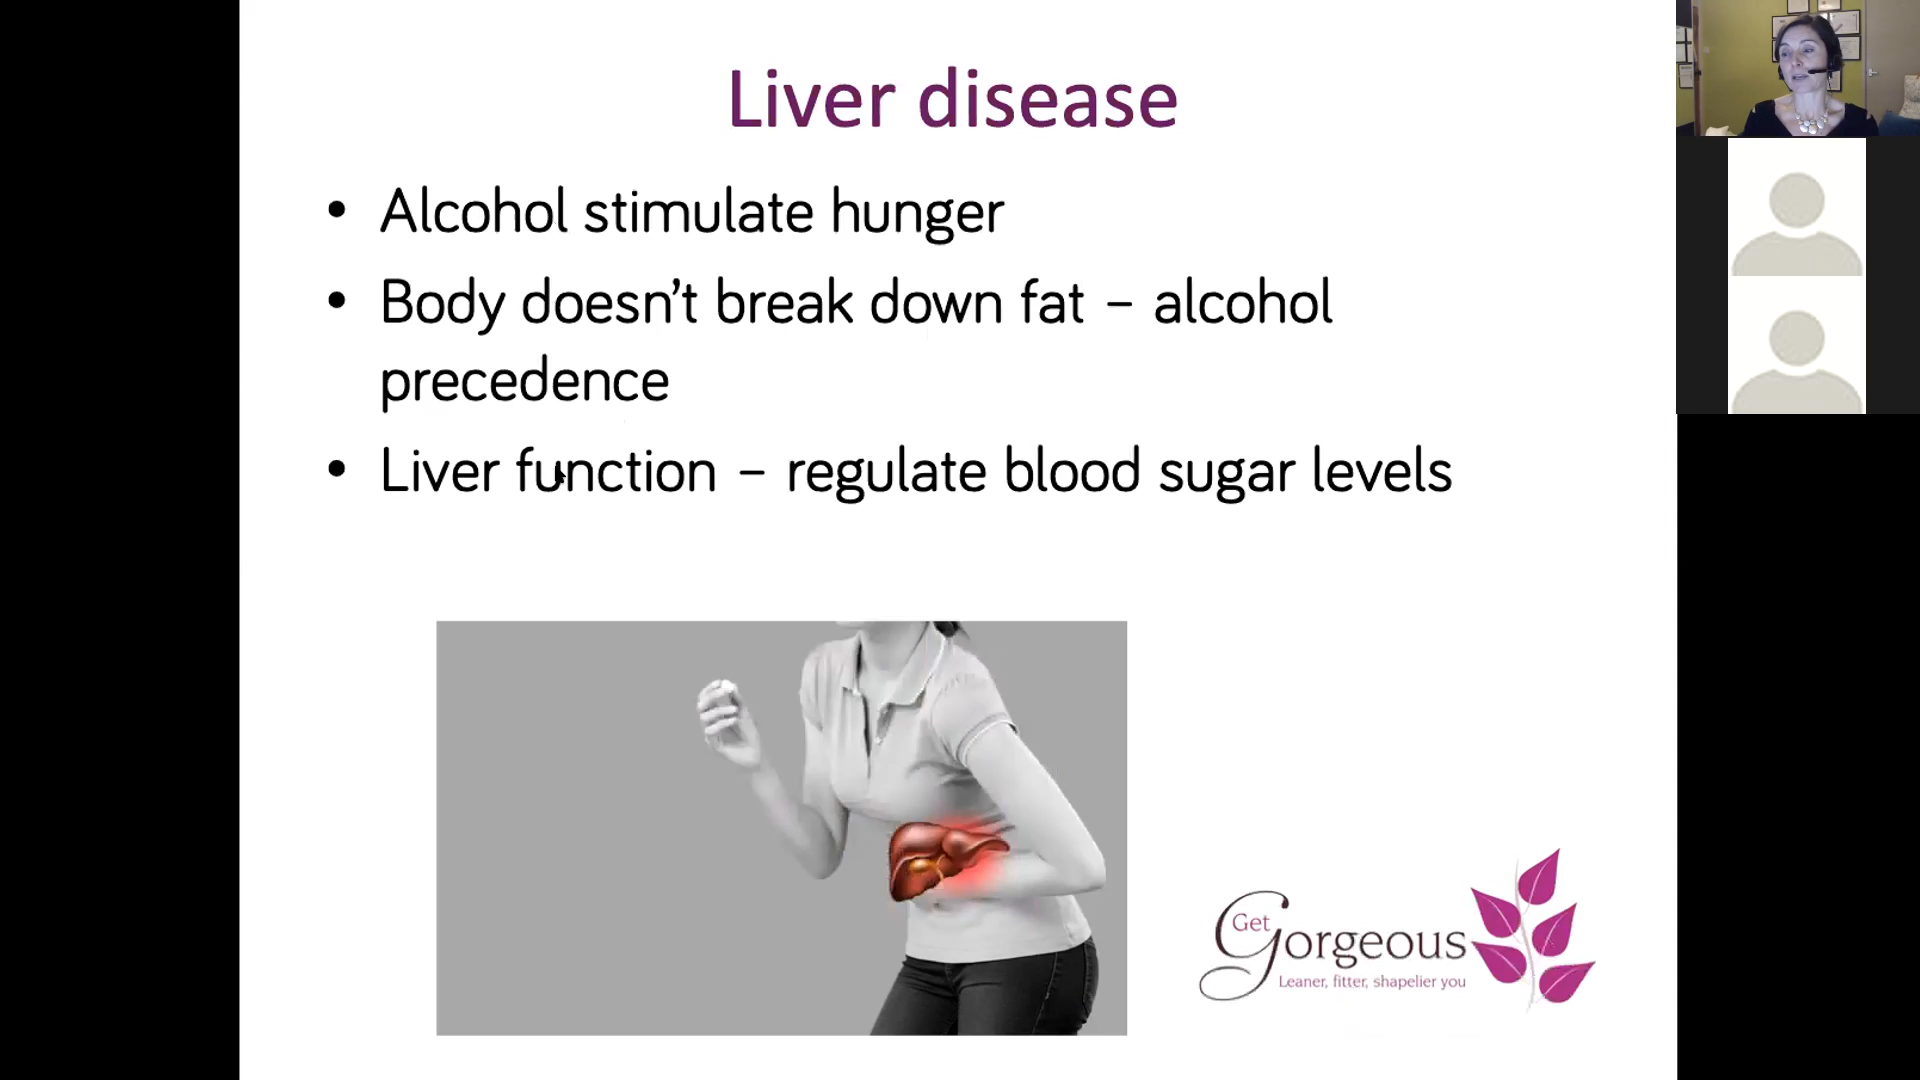 Liver disease
• Alcohol stimulate hunger
• Body doesn’t break down fat – alcohol
precedence
• Liver function – regulate blood sugar levels
Get
Gorgeous
Leaner, fitter, shapelier you